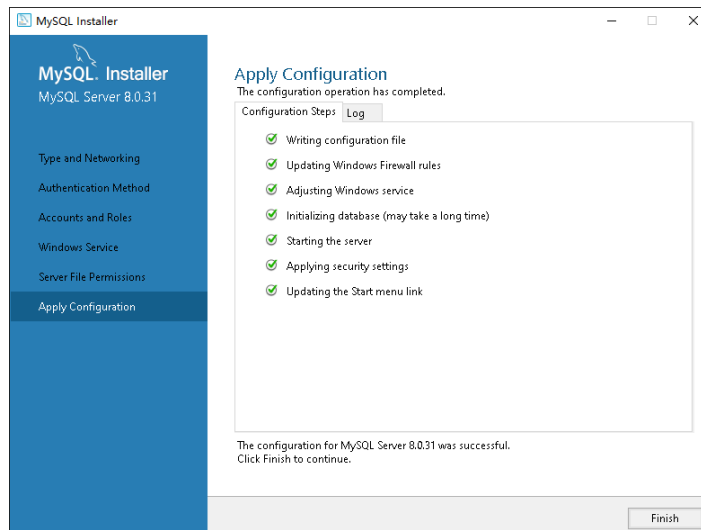 MySQL Installer
MySQL. Installer
MySQL Server 8.0.31
Type and Networking
Authentication Method
Accounts and Roles
Windows Service
Server File Permissions
Apply Configuration
Apply Configuration
The configuration operation has completed.
Configuration Steps
Log
Writing configuration file
Updating Windows Firewall rules
Adjusting Windows service
Initializing database (may take a long time)
Starting the server
Applying security settings
Updating the Start menu link
The configuration for MySQL Server 8.0.31 was successful.
Click Finish to continue.
Finish